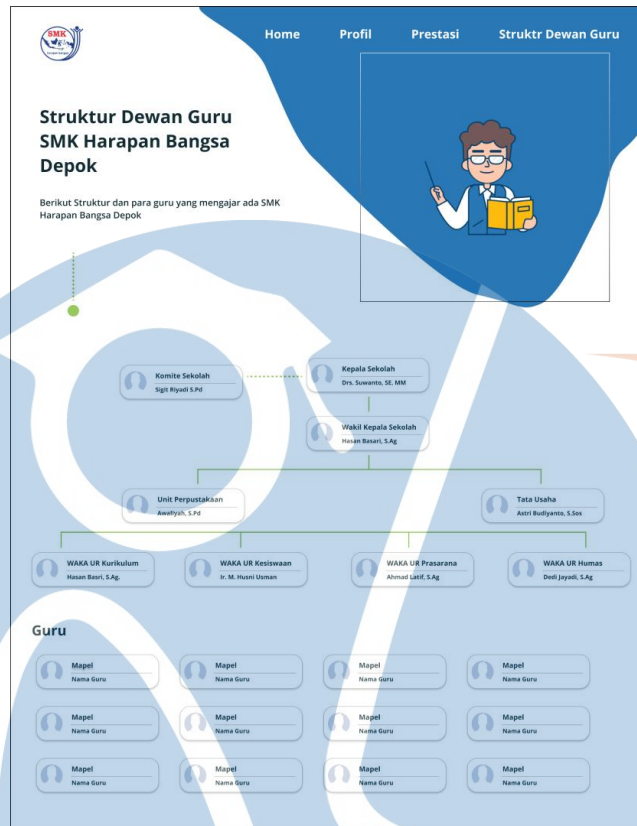 SMK
Home
Profil
Prestasi
Struktr Dewan Guru
Struktur Dewan Guru
SMK Harapan Bangsa
Depok
Berikut Struktur dan para guru yang mengajar ada SMK
Harapan Bangsa Depok
Komite Sekolah
Sigit Riyadi S.Pd
Kepala Sekolah
Drs. Suwanto, SE, MM
Wakil Kepala Sekolah
Hasan Basari, S.Ag
Unit Perpustakaan
Awaliyah, S.Pd
Tata Usaha
Astri Budiyanto, S.Sos
WAKA UR Kurikulum
Hasan Basri, S.Ag.
WAKA UR Kesiswaan
Ir. M. Husni Usman
WAKA UR Prasarana
Ahmad Latif, S.Ag
WAKA UR Humas
Dedi Jayadi, S.Ag
Guru
Mapel
Nama Guru
Mapel
Nama Guru
Mapel
Nama Guru
Mapel
Nama Guru
Mapel
Nama Guru
Mapel
Nama Guru
Mapel
Nama Guru
Mapel
Nama Guru
Mapel
Nama Guru
Mapel
Nama Guru
Mapel
Nama Guru
Mapel
Nama Guru